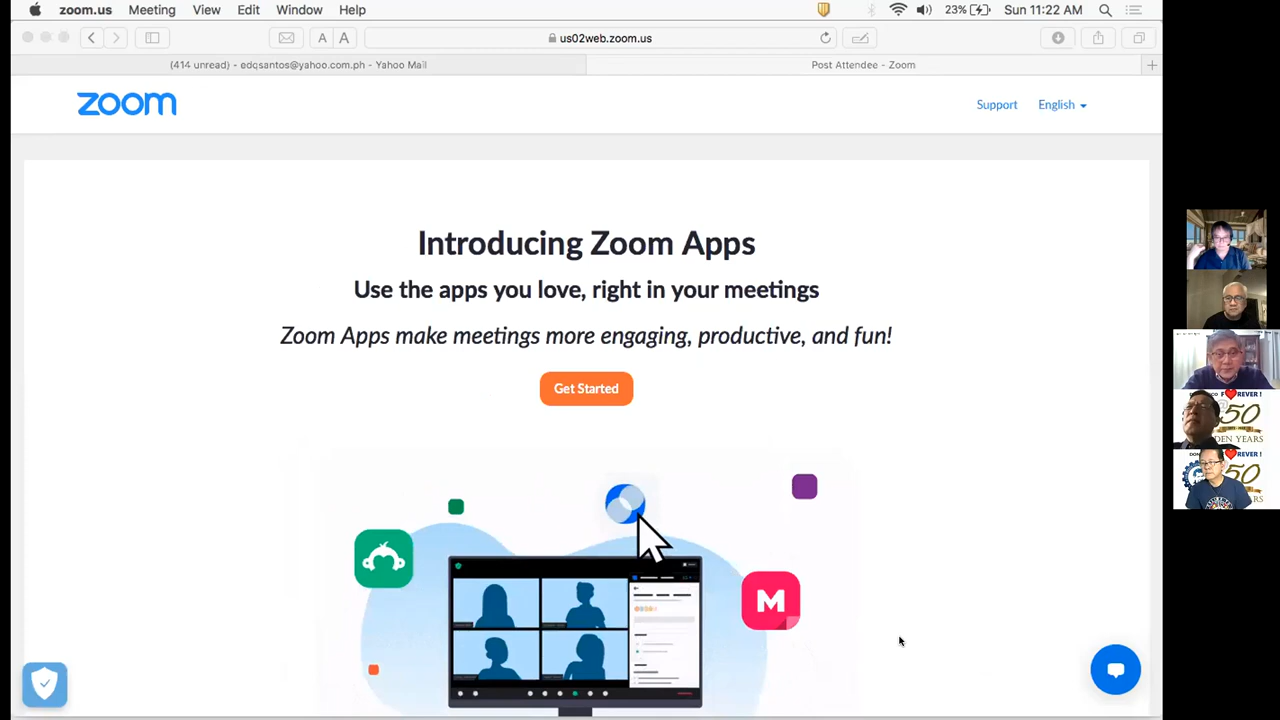 zoom.us Meeting View Edit Window Help 23% Sun 11:22 AM
A A us02web.zoom.us
(414 unread) - edqsantos@yahoo.com.ph - Yahoo Mail Post Attendee - Zoom +
zoom Support English
Introducing Zoom Apps
Use the apps you love, right in your meetings
Zoom Apps make meetings more engaging, productive, and fun!
Get Started
M
50
50